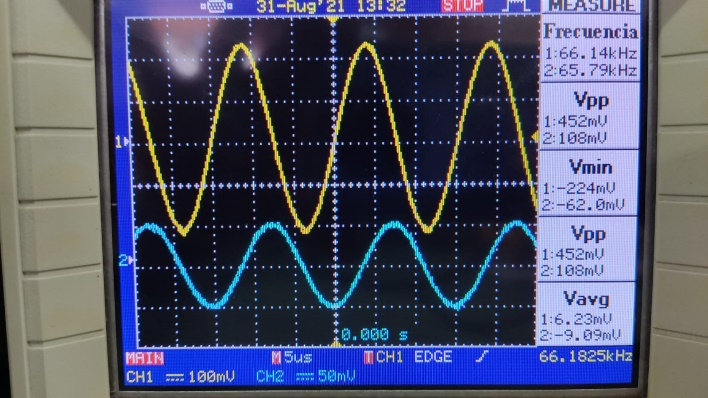 31-Aug'21 13:32 STOP MEASURE
Frecuencia
1:66.14kHz
2:65.79kHz
Vpp
1:452mV
2:108mV
Vmin
1:-224mV
2:-62.0mV
Vpp
1:452mV
2:108mV
Vavg
1:6.23mV
2:-9.09mV
1
2
0.000 s
MAIN M 5us T CH1 EDGE 66.1825kHz
CH1 100mV CH2 50mV